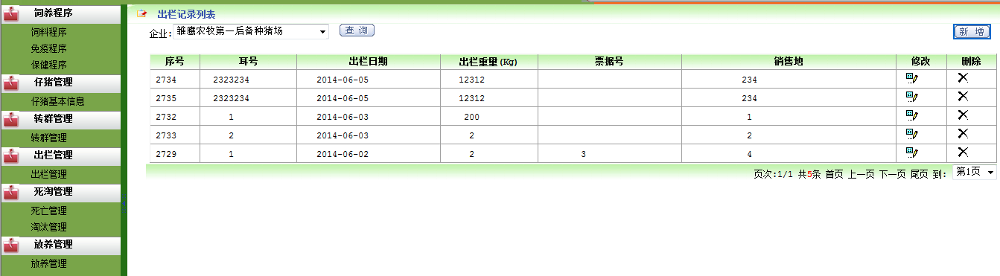 饲养程序
饲料程序
免疫程序
保健程序
仔猪管理
仔猪基本信息
转群管理
转群管理
出栏管理
出栏管理
死淘管理
死亡管理
淘汰管理
放养管理
放养管理
出栏记录列表
企业: 雏鹰农牧第一后备种猪场 查 询 新 增
序号 耳号 出栏日期 出栏重量(Kg) 票据号 销售地 修改 删除
2734 2323234 2014-06-05 12312 234
2735 2323234 2014-06-05 12312 234
2732 1 2014-06-03 200 1
2733 2 2014-06-03 2 2
2729 1 2014-06-02 2 3 4
页次:1/1 共5条 首页 上一页 下一页 尾页 到: 第1页